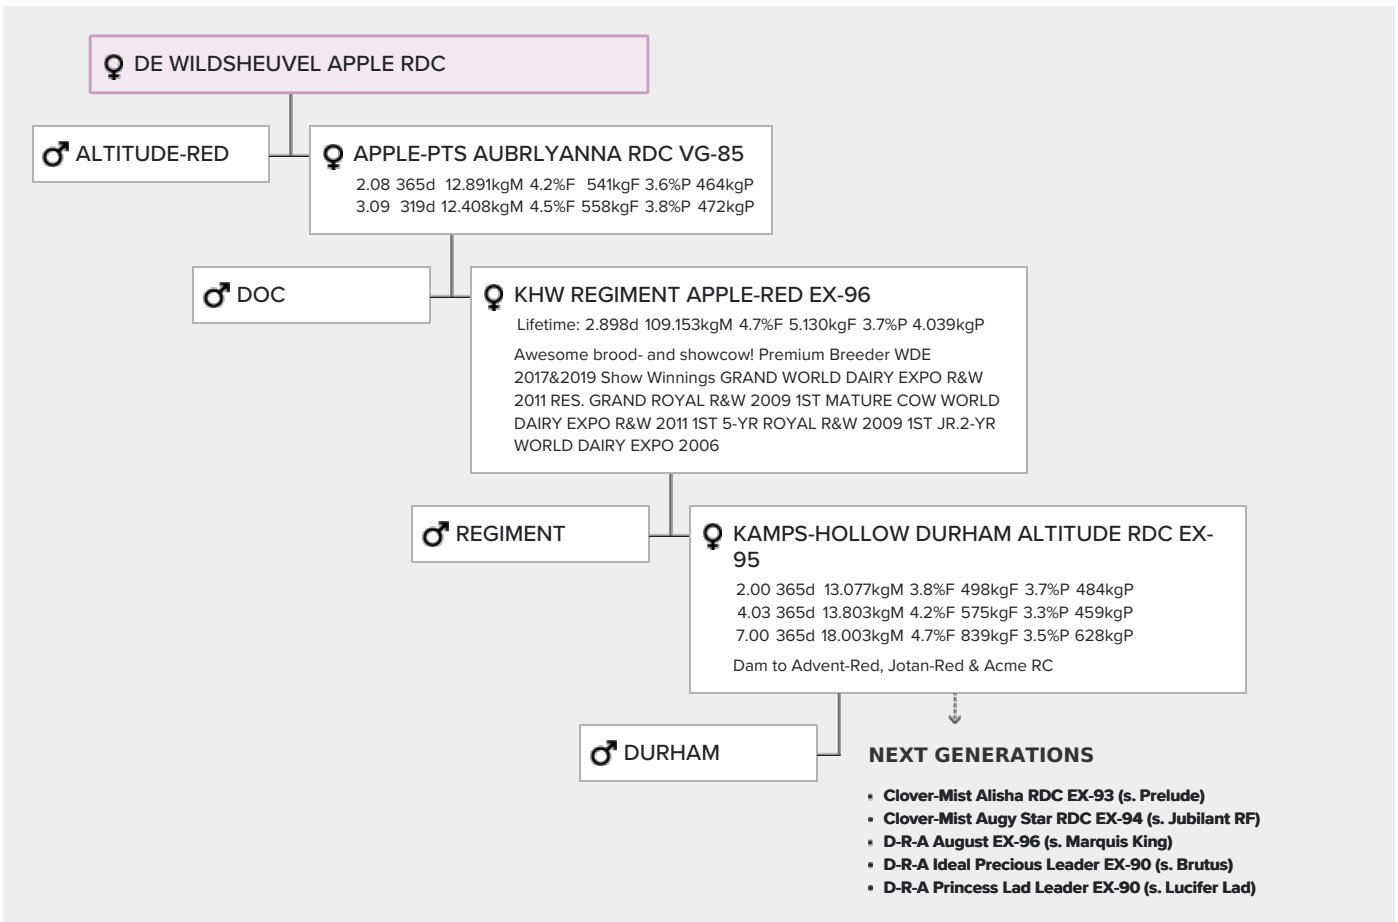 DE WILDSHEUVEL APPLE RDC
ALTITUDE-RED
APPLE-PTS AUBRLYANNA RDC VG-85
2.08 365d 12.891kgM 4.2%F 541kgF 3.6%P 464kgP
3.09 319d 12.408kgM 4.5%F 558kgF 3.8%P 472kgP
DOC
KHW REGIMENT APPLE-RED EX-96
Lifetime: 2.898d 109.153kgM 4.7%F 5.130kgF 3.7%P 4.039kgP
Awesome brood- and showcow! Premium Breeder WDE
2017&2019 Show Winnings GRAND WORLD DAIRY EXPO R&W
2011 RES. GRAND ROYAL R&W 2009 1ST MATURE COW WORLD
DAIRY EXPO R&W 2011 1ST 5-YR ROYAL R&W 2009 1ST JR.2-YR
WORLD DAIRY EXPO 2006
REGIMENT
KAMPS-HOLLOW DURHAM ALTITUDE RDC EX-
95
2.00 365d 13.077kgM 3.8%F 498kgF 3.7%P 484kgP
4.03 365d 13.803kgM 4.2%F 575kgF 3.3%P 459kgP
7.00 365d 18.003kgM 4.7%F 839kgF 3.5%P 628kgP
Dam to Advent-Red, Jotan-Red & Acme RC
DURHAM
NEXT GENERATIONS
Clover-Mist Alisha RDC EX-93 (s. Prelude)
Clover-Mist Augy Star RDC EX-94 (s. Jubilant RF)
D-R-A August EX-96 (s. Marquis King)
D-R-A Ideal Precious Leader EX-90 (s. Brutus)
D-R-A Princess Lad Leader EX-90 (s. Lucifer Lad)